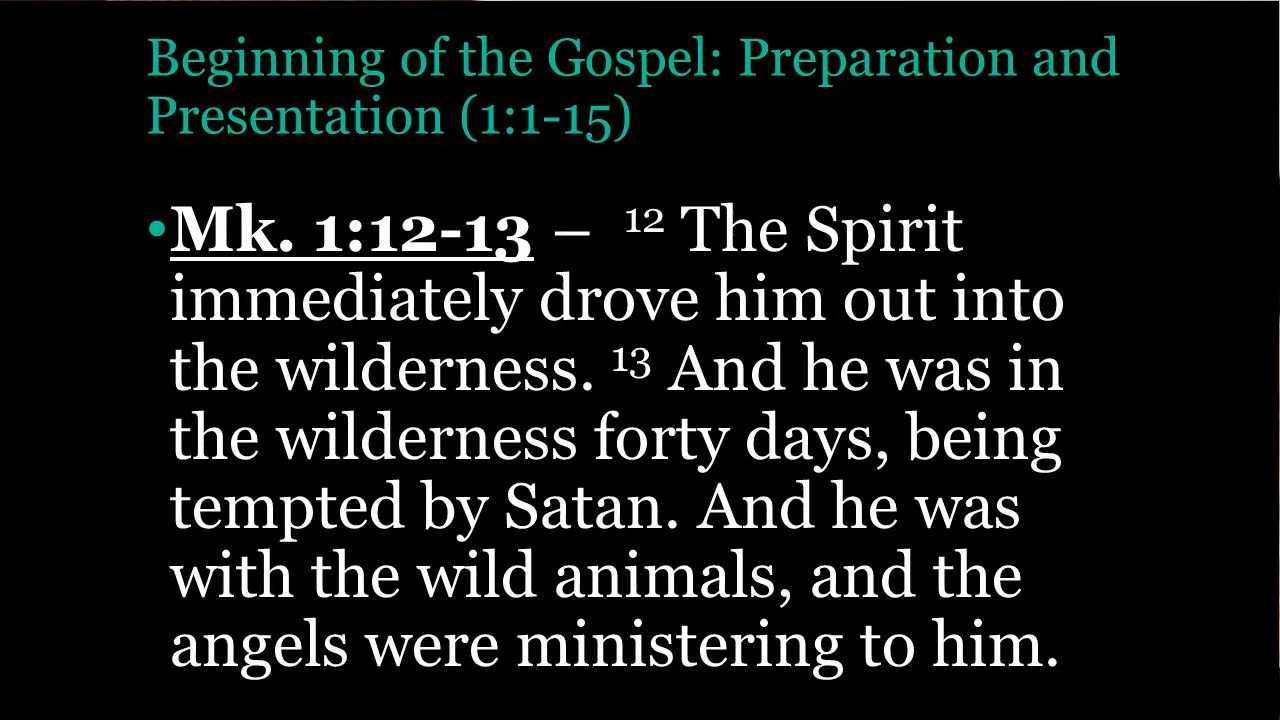 Beginning of the Gospel: Preparation and
Presentation (1:1-15)
•Mk. 1:12-13 – 12 The Spirit
immediately drove him out into
the wilderness. 13 And he was in
the wilderness forty days, being
tempted by Satan. And he was
with the wild animals, and the
angels were ministering to him.